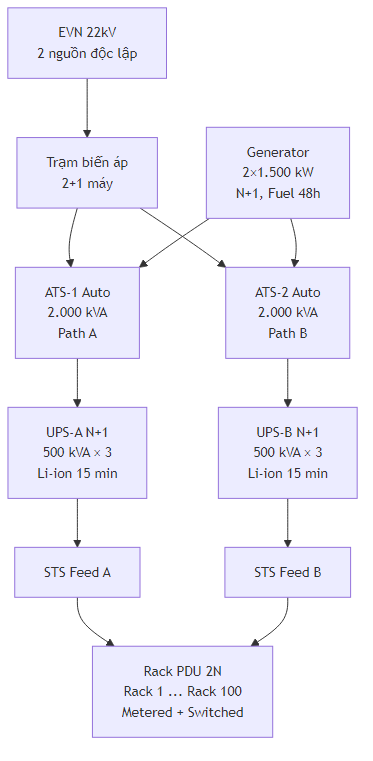 EVN 22kV
2 nguồn độc lập
Trạm biến áp
2+1 máy
Generator
2×1.500 kW
N+1, Fuel 48h
ATS-1 Auto
2.000 kVA
Path A
ATS-2 Auto
2.000 kVA
Path B
UPS-A N+1
500 kVA × 3
Li-ion 15 min
UPS-B N+1
500 kVA × 3
Li-ion 15 min
STS Feed A
STS Feed B
Rack PDU 2N
Rack 1 ... Rack 100
Metered + Switched